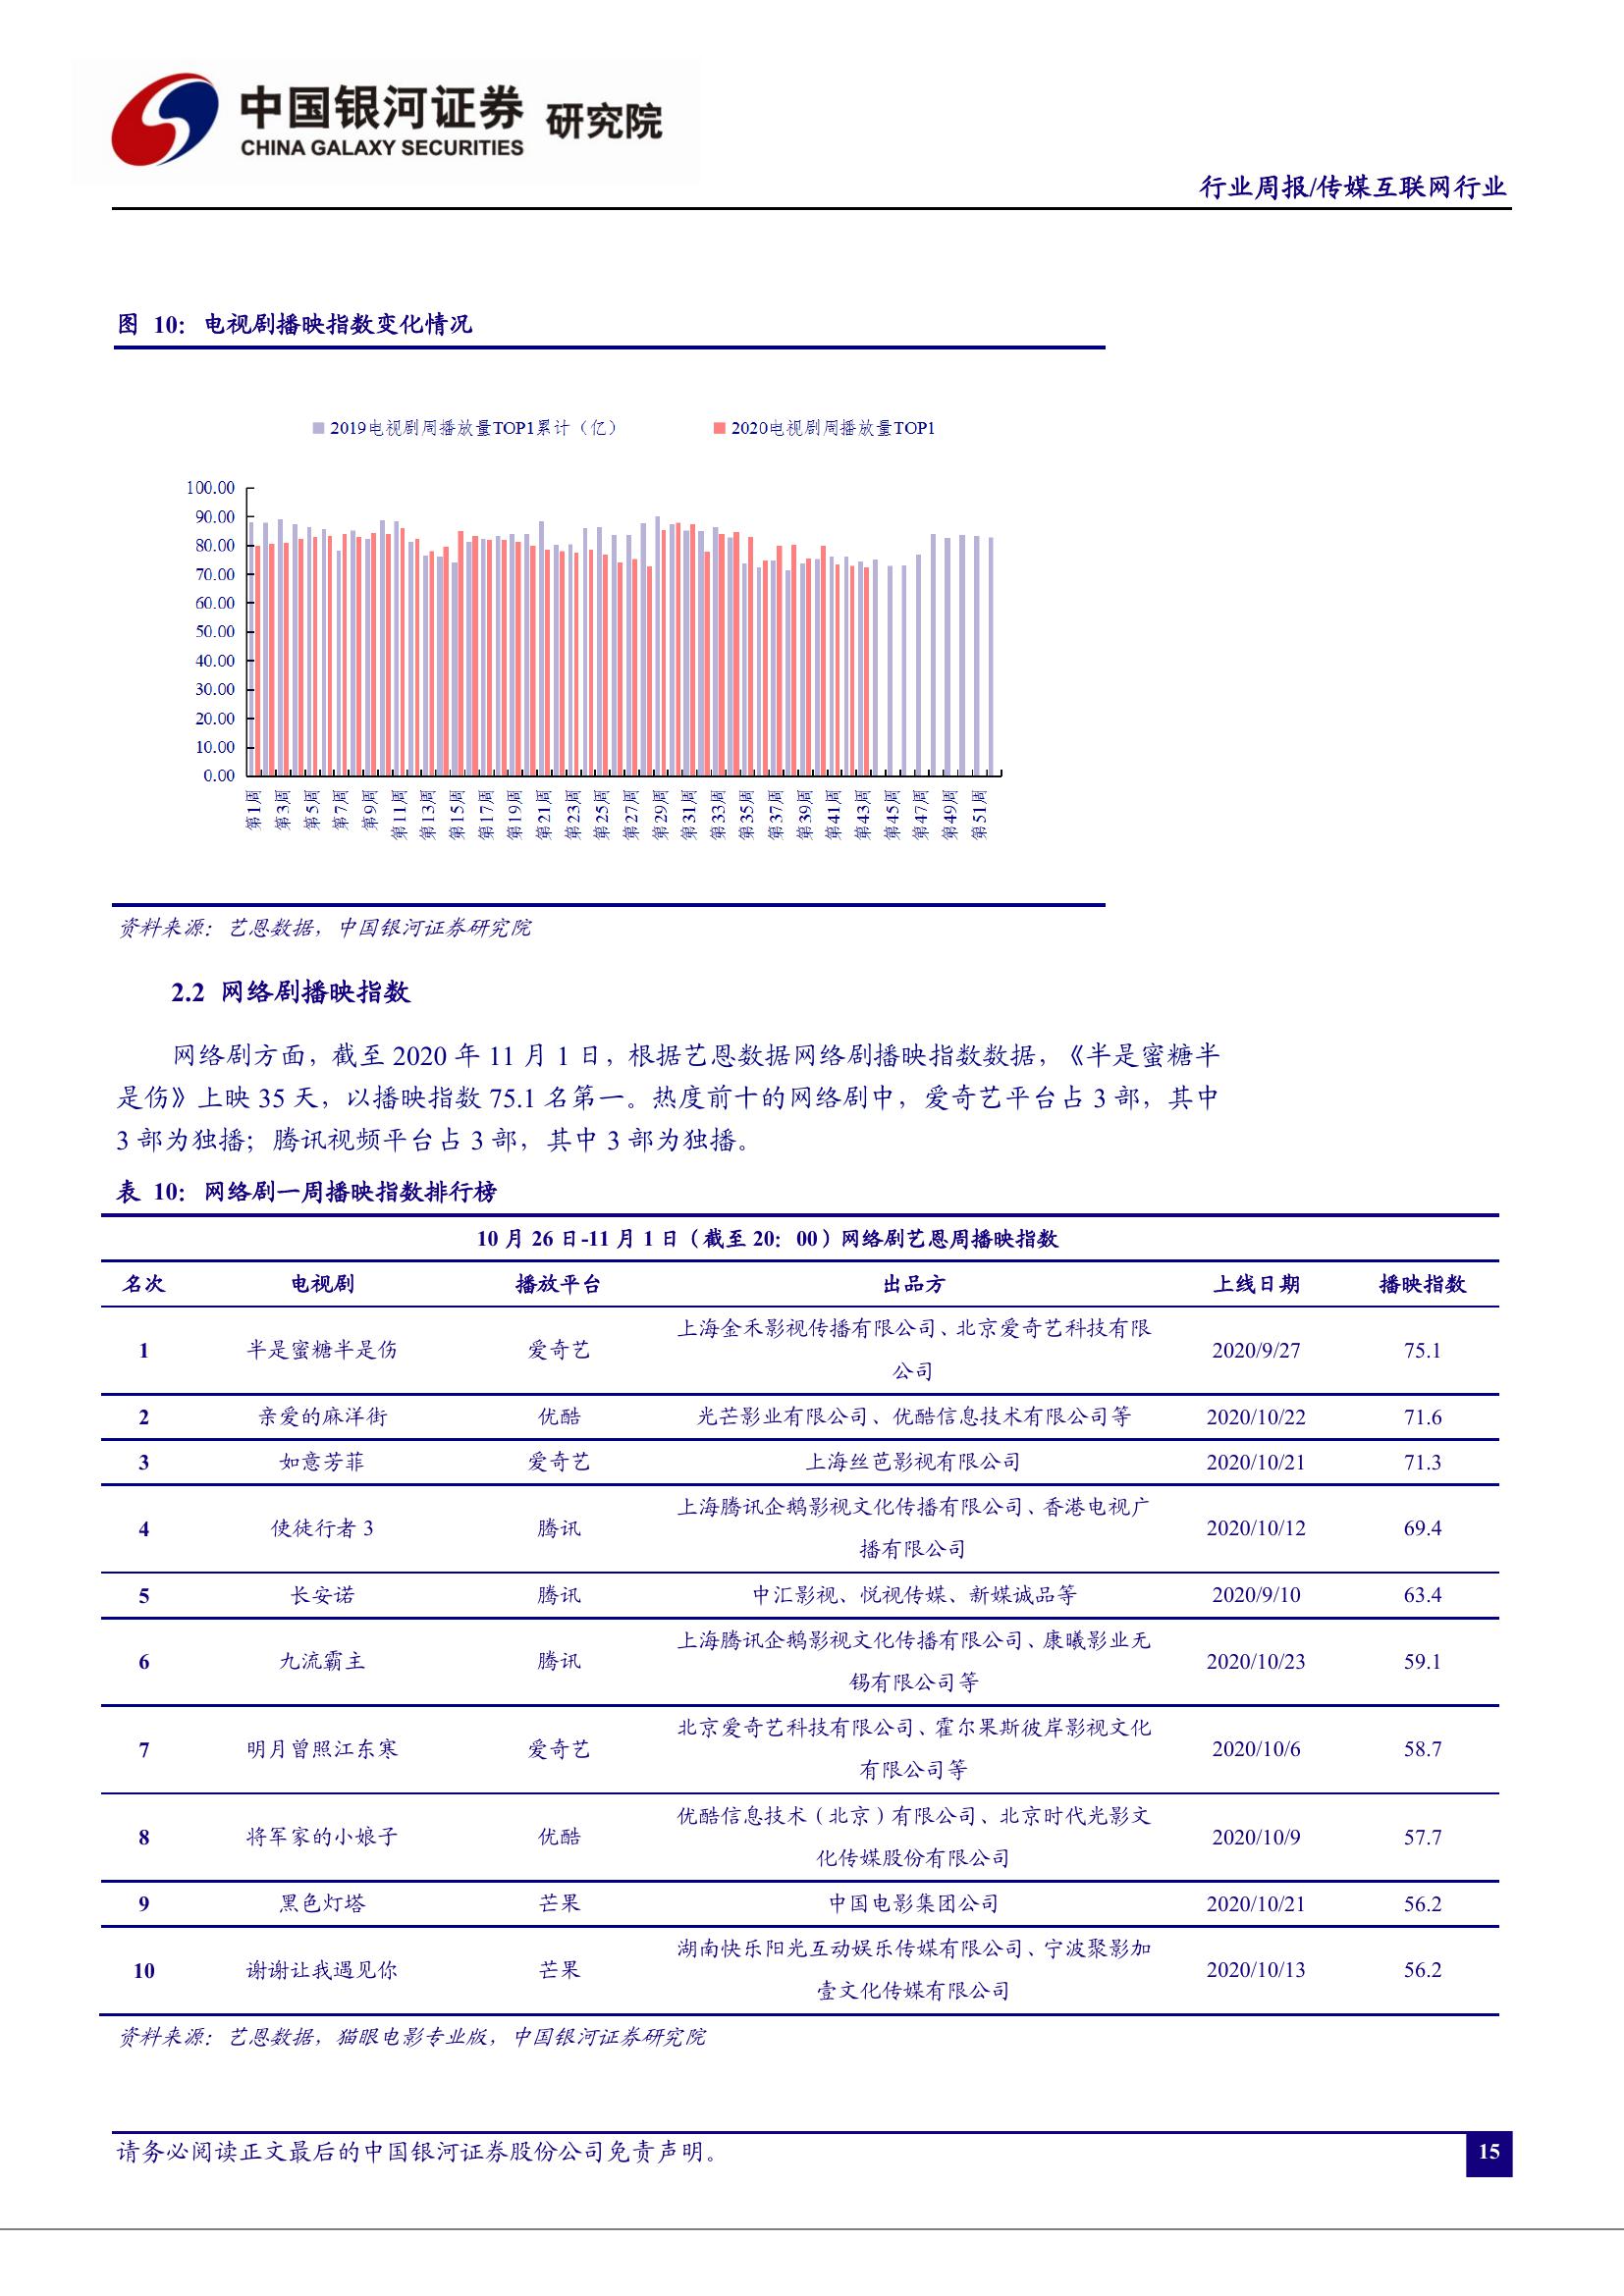 中国银河证券 研究院
CHINA GALAXY SECURITIES
行业周报/传媒互联网行业
图 10：电视剧播映指数变化情况
2019电视剧周播放量TOP1累计（亿） 2020电视剧周播放量TOP1
100.00
90.00
80.00
70.00
60.00
50.00
40.00
30.00
20.00
10.00
0.00
第1周 第3周 第5周 第7周 第9周 第11周 第13周 第15周 第17周 第19周 第21周 第23周 第25周 第27周 第29周 第31周 第33周 第35周 第37周 第39周 第41周 第43周 第45周 第47周 第49周 第51周
资料来源：艺恩数据，中国银河证券研究院
2.2 网络剧播映指数
网络剧方面，截至 2020 年 11 月 1 日，根据艺恩数据网络剧播映指数数据，《半是蜜糖半
是伤》上映 35 天，以播映指数 75.1 名第一。热度前十的网络剧中，爱奇艺平台占 3 部，其中
3 部为独播；腾讯视频平台占 3 部，其中 3 部为独播。
表 10：网络剧一周播映指数排行榜
10 月 26 日-11 月 1 日（截至 20：00）网络剧艺恩周播映指数
名次 电视剧 播放平台 出品方 上线日期 播映指数
1 半是蜜糖半是伤 爱奇艺 上海金禾影视传播有限公司、北京爱奇艺科技有限
公司 2020/9/27 75.1
2 亲爱的麻洋街 优酷 光芒影业有限公司、优酷信息技术有限公司等 2020/10/22 71.6
3 如意芳菲 爱奇艺 上海丝芭影视有限公司 2020/10/21 71.3
4 使徒行者 3 腾讯 上海腾讯企鹅影视文化传播有限公司、香港电视广
播有限公司 2020/10/12 69.4
5 长安诺 腾讯 中汇影视、悦视传媒、新媒诚品等 2020/9/10 63.4
6 九流霸主 腾讯 上海腾讯企鹅影视文化传播有限公司、康曦影业无
锡有限公司等 2020/10/23 59.1
7 明月曾照江东寒 爱奇艺 北京爱奇艺科技有限公司、霍尔果斯彼岸影视文化
有限公司等 2020/10/6 58.7
8 将军家的小娘子 优酷 优酷信息技术（北京）有限公司、北京时代光影文
化传媒股份有限公司 2020/10/9 57.7
9 黑色灯塔 芒果 中国电影集团公司 2020/10/21 56.2
10 谢谢让我遇见你 芒果 湖南快乐阳光互动娱乐传媒有限公司、宁波聚影加
壹文化传媒有限公司 2020/10/13 56.2
资料来源：艺恩数据，猫眼电影专业版，中国银河证券研究院
请务必阅读正文最后的中国银河证券股份公司免责声明。
15